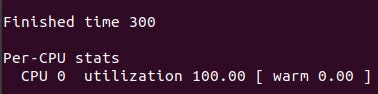 Finished time 300
Per-CPU stats
CPU 0 utilization 100.00 [ warm 0.00 ]